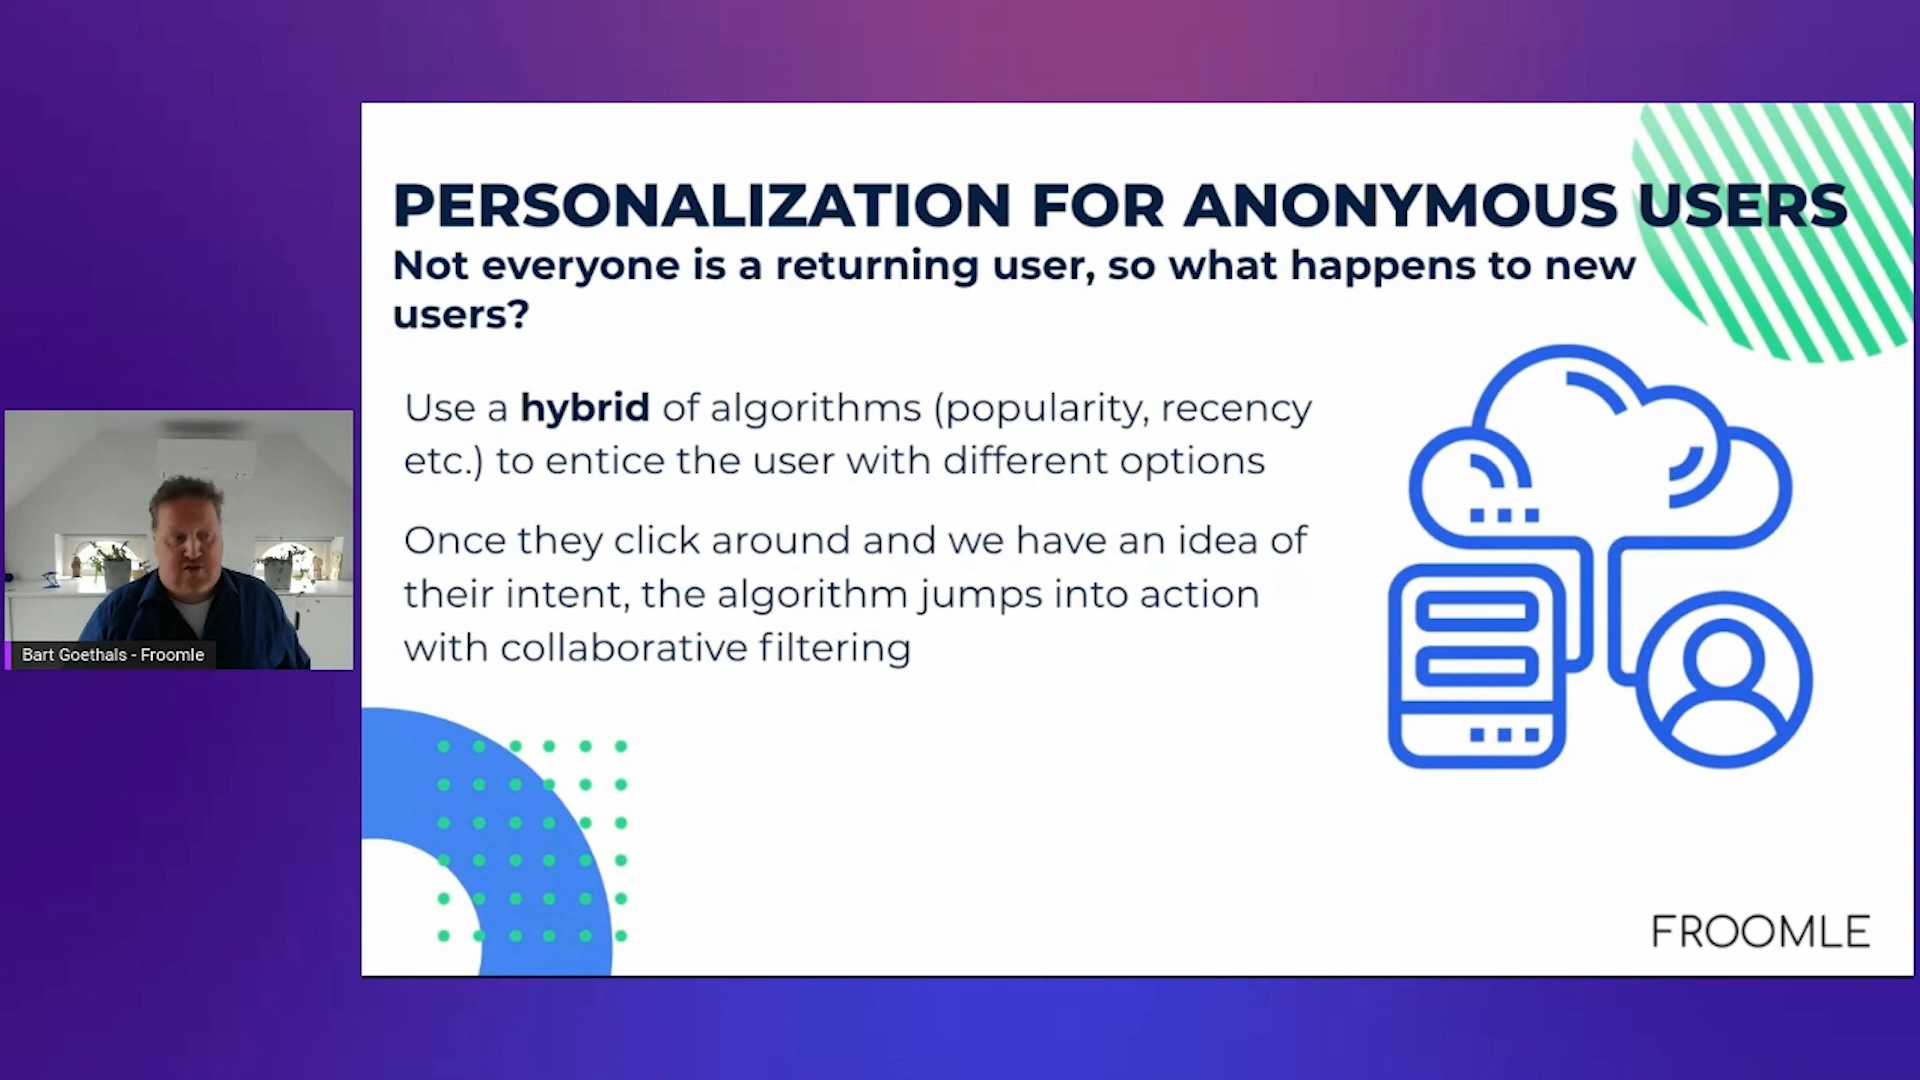 PERSONALIZATION FOR ANONYMOUS USERS
Not everyone is a returning user, so what happens to new
users?
Use a hybrid of algorithms (popularity, recency
etc.) to entice the user with different options
Once they click around and we have an idea of
their intent, the algorithm jumps into action
with collaborative filtering
Bart Goethals - Froomle
FROOMLE